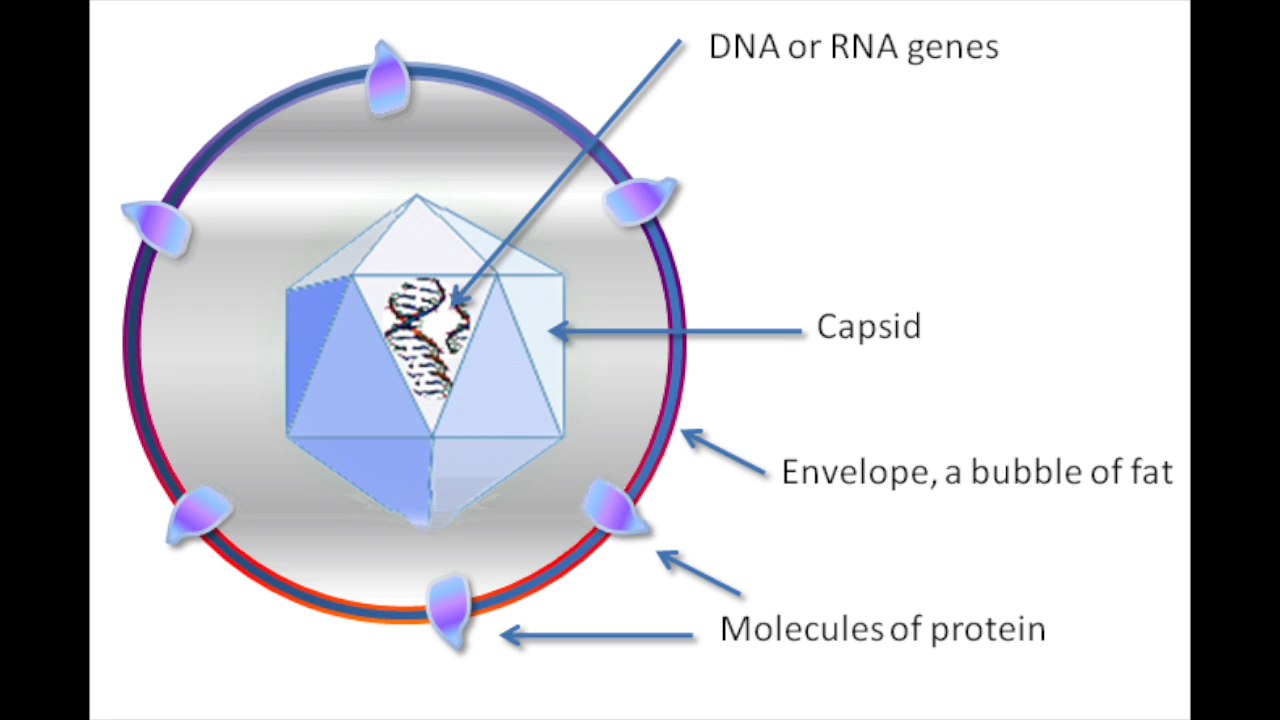 DNA or RNA genes
Capsid
Envelope, a bubble of fat
Molecules of protein